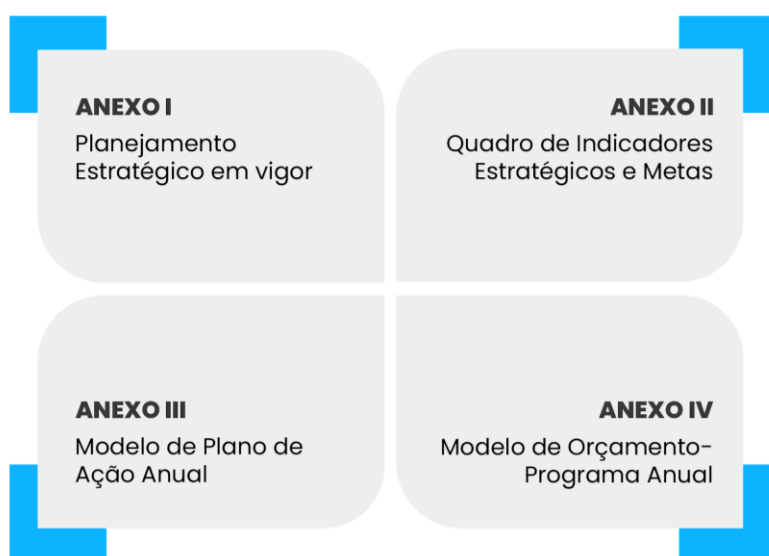 ANEXO I
Planejamento
Estratégico em vigor
ANEXO II
Quadro de Indicadores
Estratégicos e Metas
ANEXO III
Modelo de Plano de
Ação Anual
ANEXO IV
Modelo de Orçamento-
Programa Anual